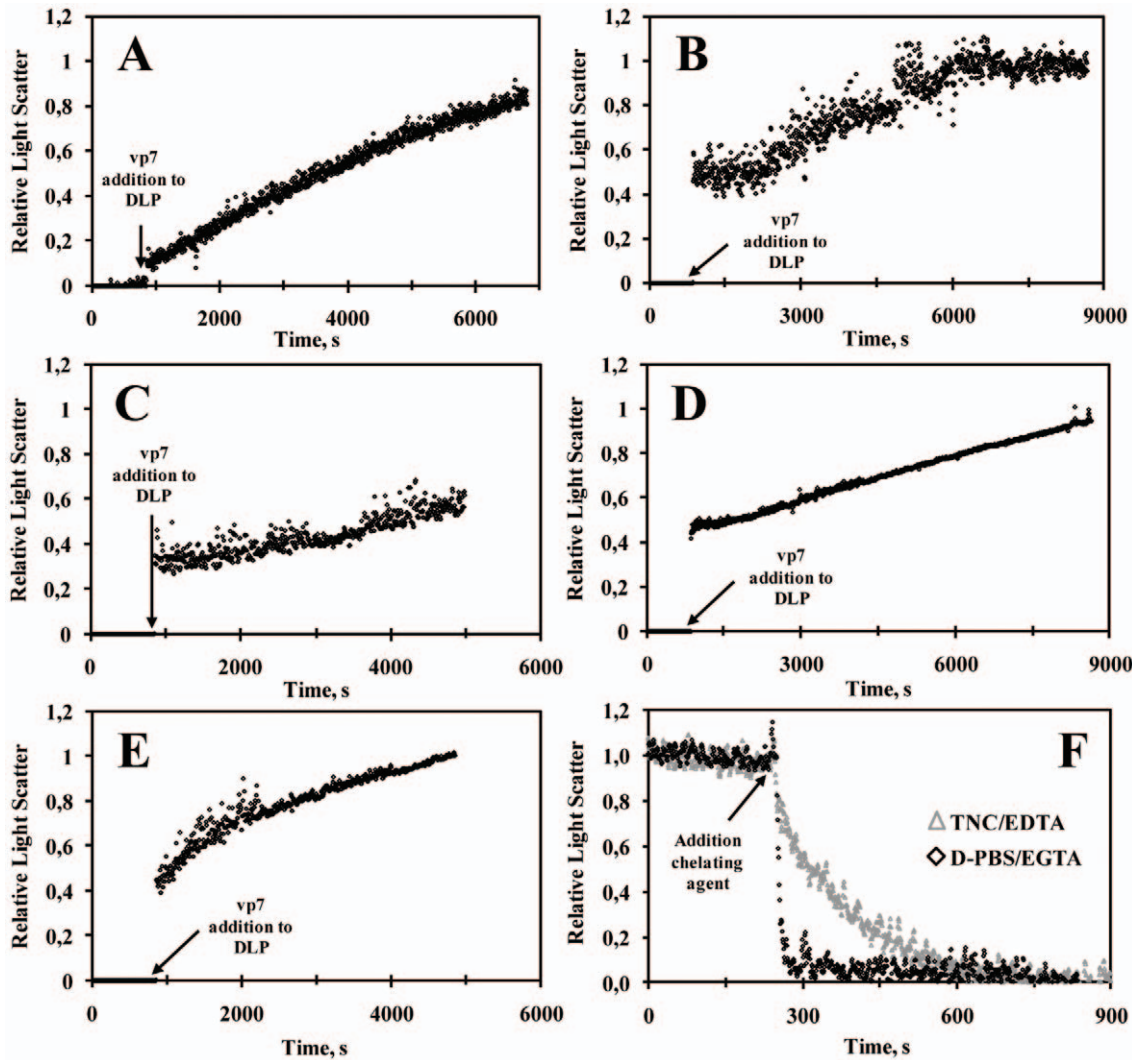 A
Relative Light Scatter
1,2
1
0,8
0,6
0,4
0,2
0
vp7
addition to
DLP
0
2000
4000
6000
Time, s
B
Relative Light Scatter
1,2
1
0,8
0,6
0,4
0,2
0
vp7
addition to
DLP
0
3000
6000
9000
Time, s
C
Relative Light Scatter
1,2
1
0,8
0,6
0,4
0,2
0
vp7
addition to
DLP
0
2000
4000
6000
Time, s
D
Relative Light Scatter
1,2
1
0,8
0,6
0,4
0,2
0
vp7
addition to
DLP
0
3000
6000
9000
Time, s
E
Relative Light Scatter
1,2
1
0,8
0,6
0,4
0,2
0
vp7
addition to
DLP
0
2000
4000
6000
Time, s
F
Relative Light Scatter
1,2
1,0
0,8
0,6
0,4
0,2
0,0
Addition
chelating
agent
TNC/EDTA
D-PBS/EGTA
0
300
600
900
Time, s